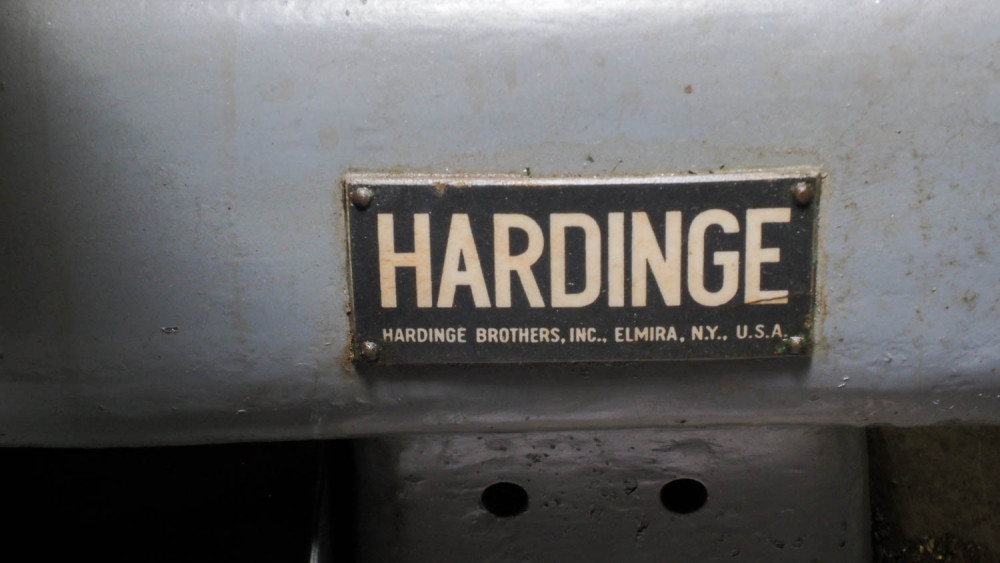 HARDINGE
HARDINGE BROTHERS, INC., ELMIRA, N.Y., U.S.A.